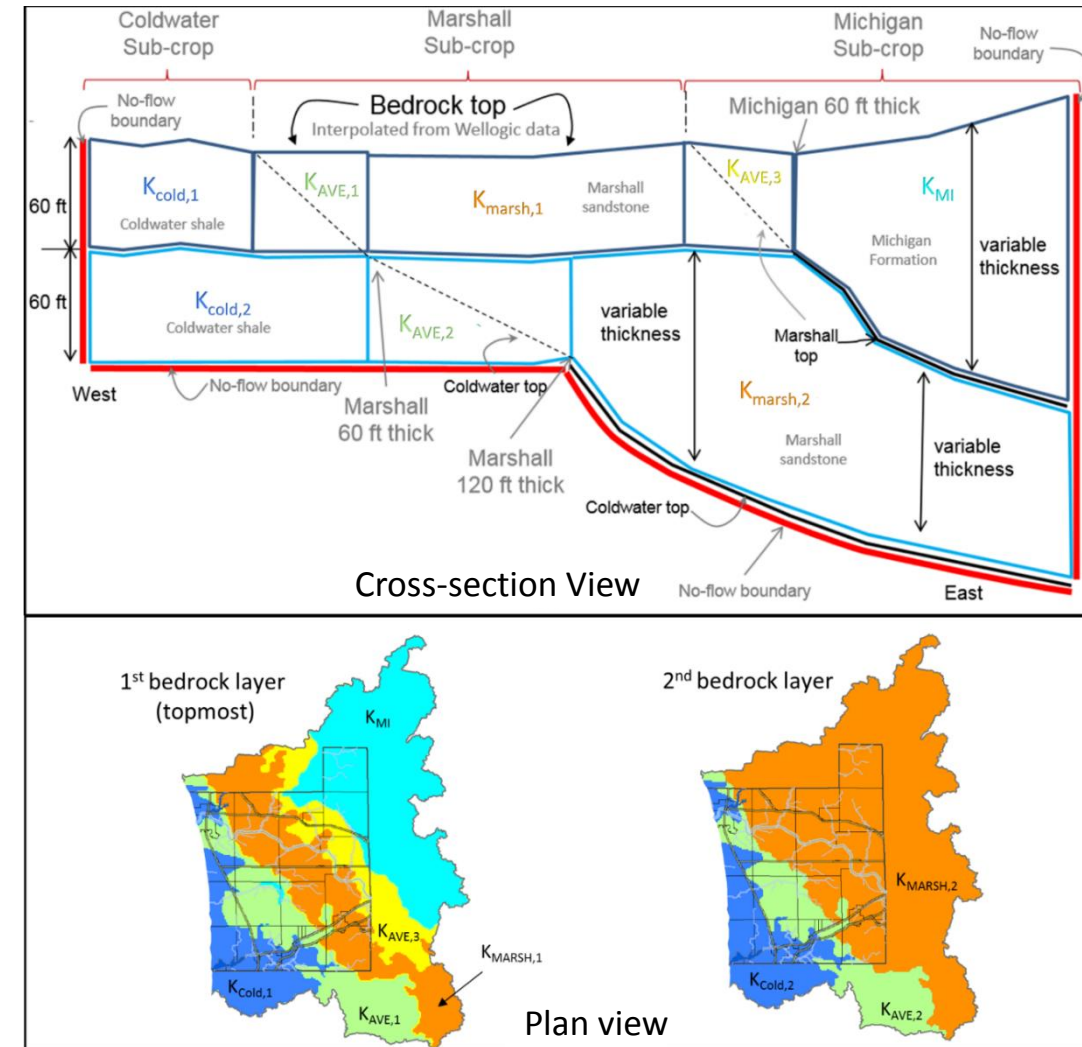 Coldwater
Sub-crop
Marshall
Sub-crop
Michigan
Sub-crop
No-flow
boundary
No-flow
boundary
Bedrock top
Interpolated from Wellogic data
Michigan 60 ft thick
60 ft
Kcold,1
Coldwater shale
KAVE,1
Kmarsh,1
Marshall
sandstone
KAVE,3
KMI
Michigan
Formation
variable
thickness
60 ft
Kcold,2
Coldwater shale
KAVE,2
variable
thickness
Marshall
top
West
No-flow boundary
Coldwater top
Marshall
60 ft thick
Marshall
120 ft thick
Kmarsh,2
Marshall
sandstone
variable
thickness
Coldwater top
Cross-section View
No-flow boundary
East
1st bedrock layer
(topmost)
KMI
KAVE,3
KMARSH,1
KCold,1
KAVE,1
2nd bedrock layer
KMARSH,2
KCold,2
KAVE,2
Plan view